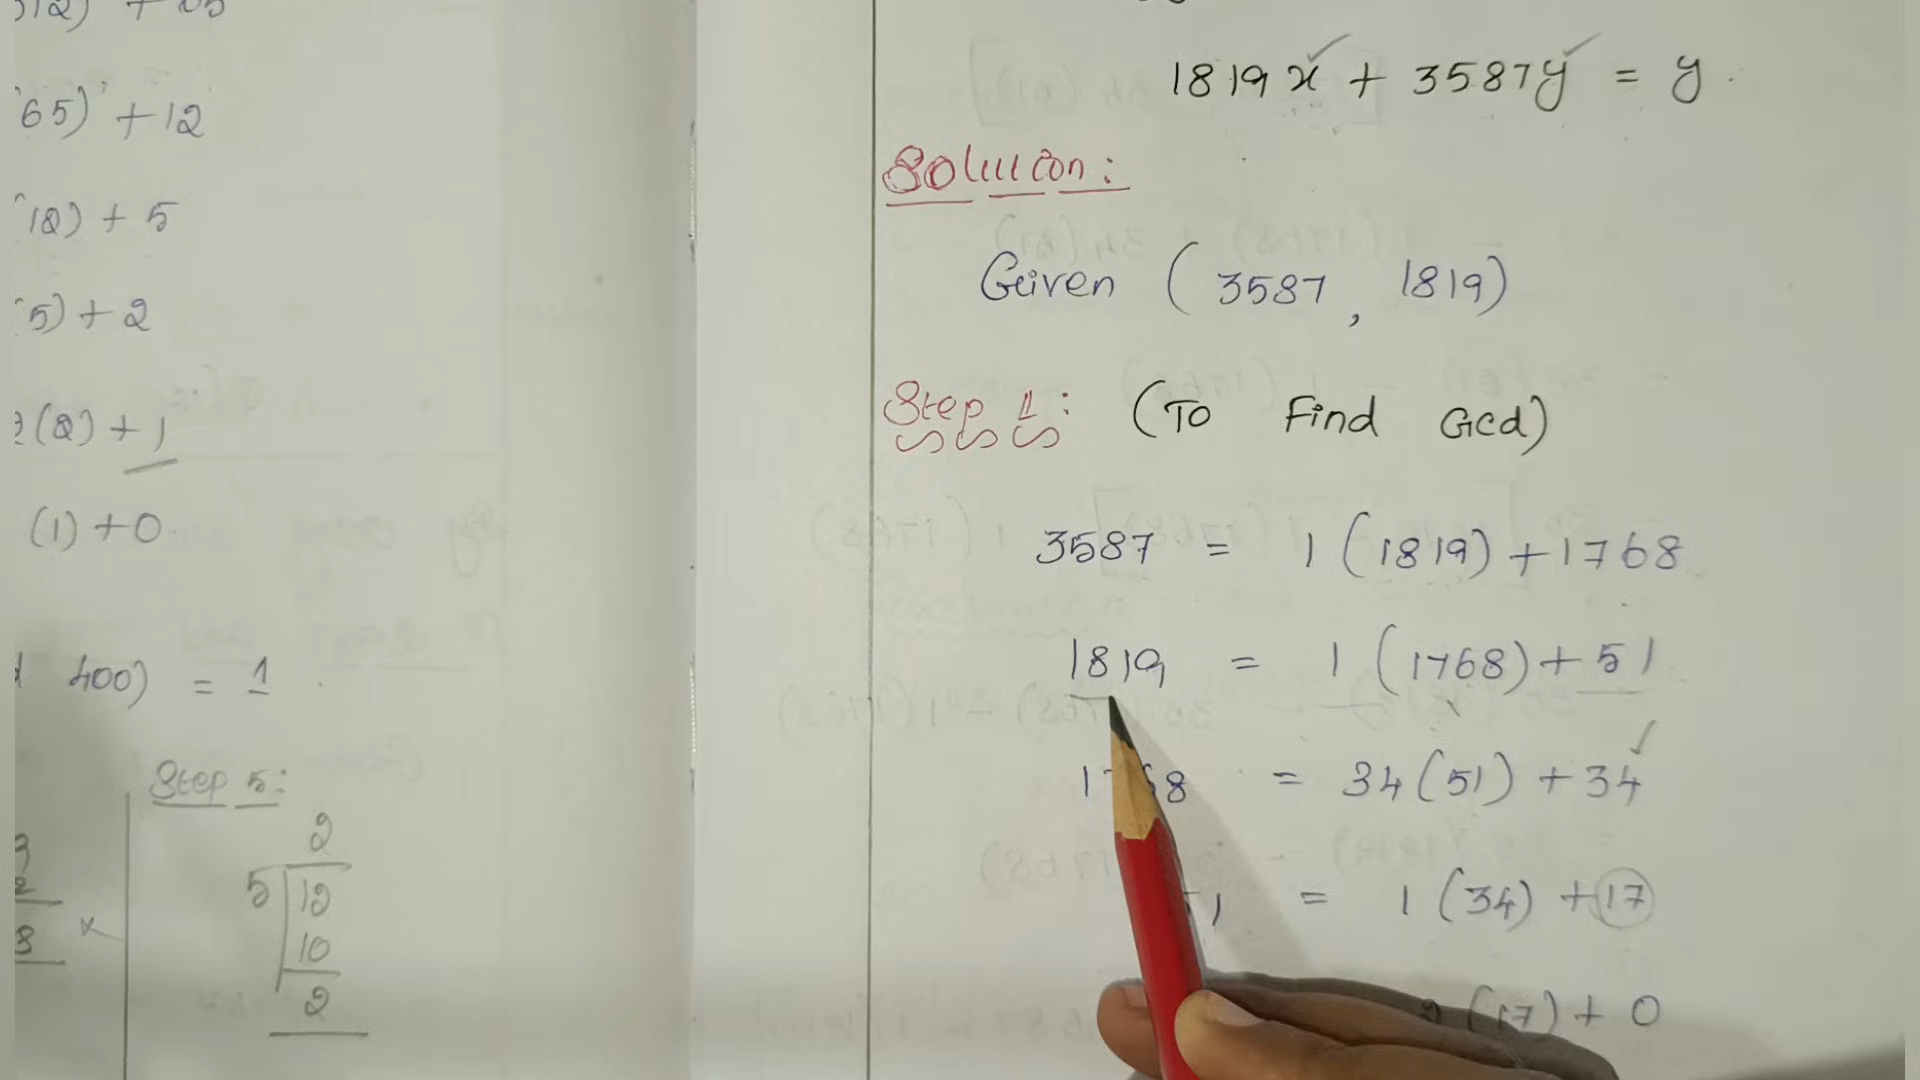 65) + 12
12) + 5
5) + 2
2(2) + 1
(1) + 0
400) = 1
Step 5:
2
5 12
10
2
8
x
1819x + 3587y = y.
Solution:
Given (3587, 1819)
Step 1: (To Find Gcd)
3587 = 1(1819) + 1768
1819 = 1(1768) + 51
x
= 34(51) + 34
= 1(34) + 17
(17) + 0